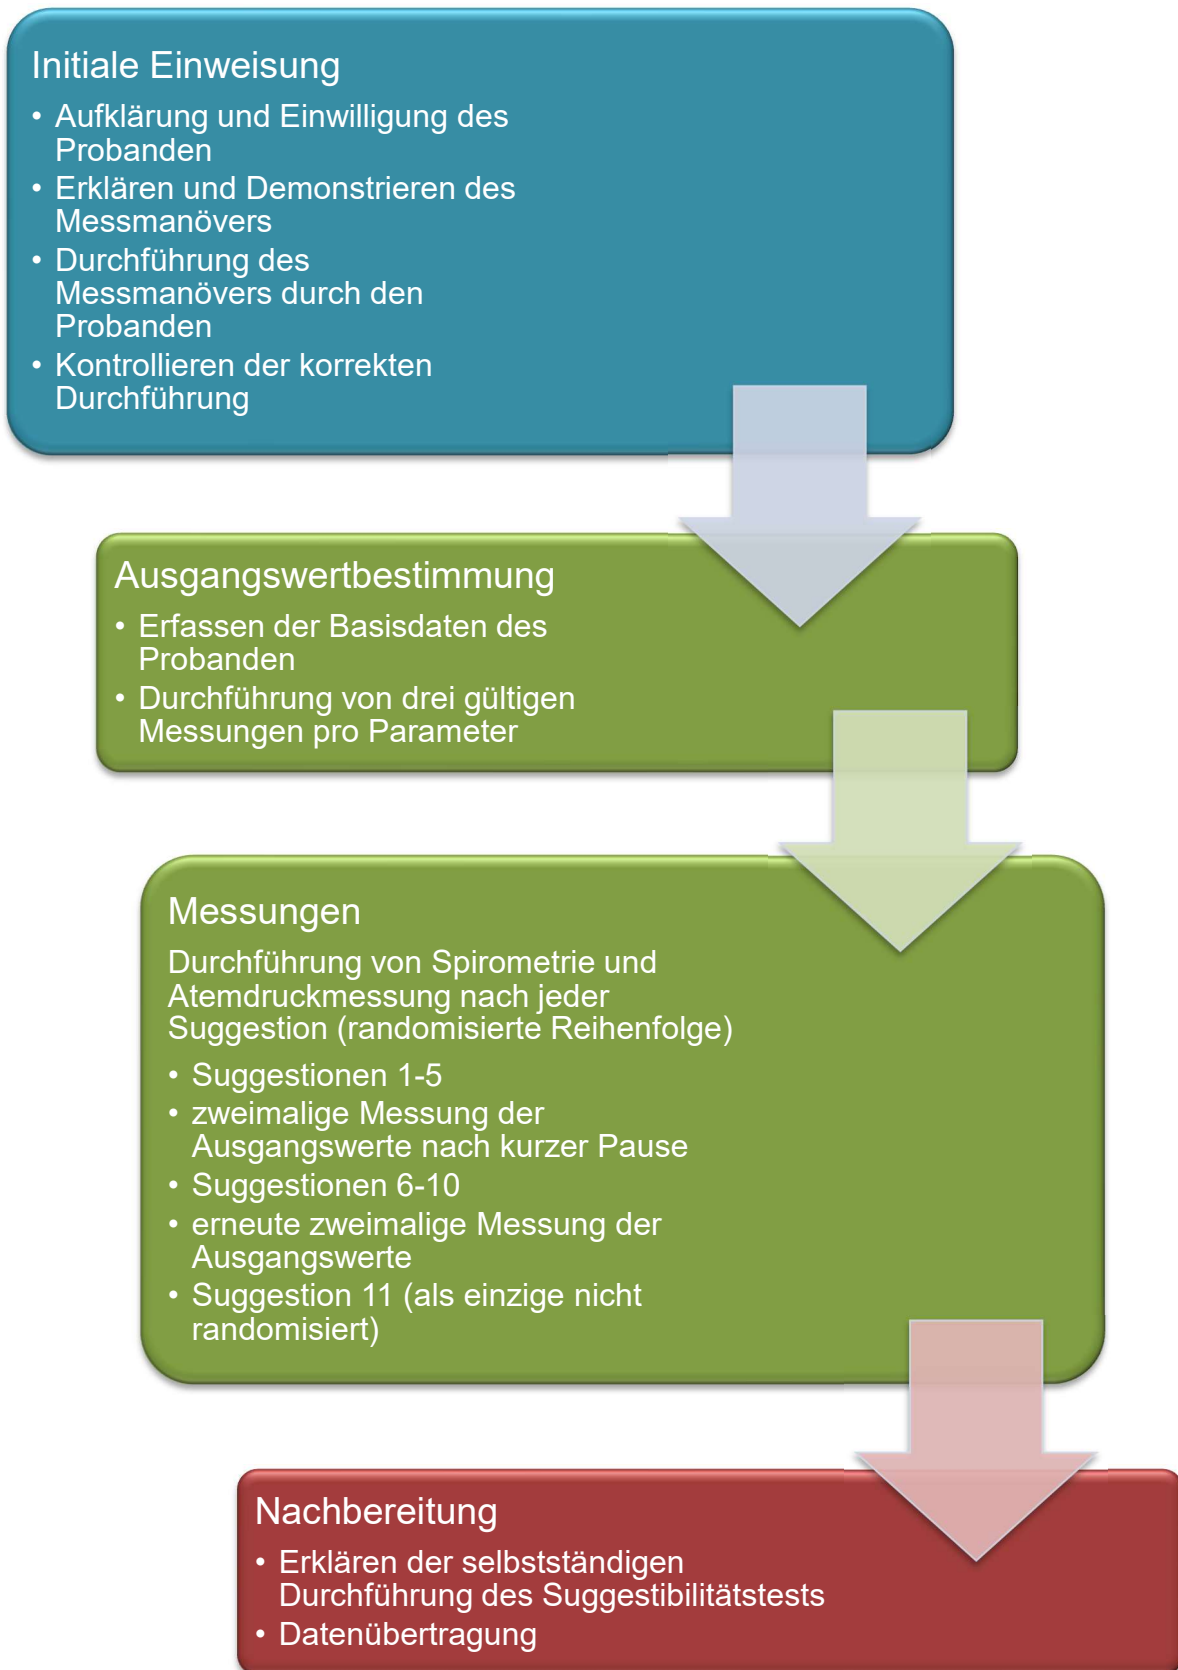 Initiale Einweisung
• Aufklärung und Einwilligung des
Probanden
• Erklären und Demonstrieren des
Messmanövers
• Durchführung des
Messmanövers durch den
Probanden
• Kontrollieren der korrekten
Durchführung
Ausgangswertbestimmung
• Erfassen der Basisdaten des
Probanden
• Durchführung von drei gültigen
Messungen pro Parameter
Messungen
Durchführung von Spirometrie und
Atemdruckmessung nach jeder
Suggestion (randomisierte Reihenfolge)
• Suggestionen 1-5
• zweimalige Messung der
Ausgangswerte nach kurzer Pause
• Suggestionen 6-10
• erneute zweimalige Messung der
Ausgangswerte
• Suggestion 11 (als einzige nicht
randomisiert)
Nachbereitung
• Erklären der selbstständigen
Durchführung des Suggestibilitätstests
• Datenübertragung